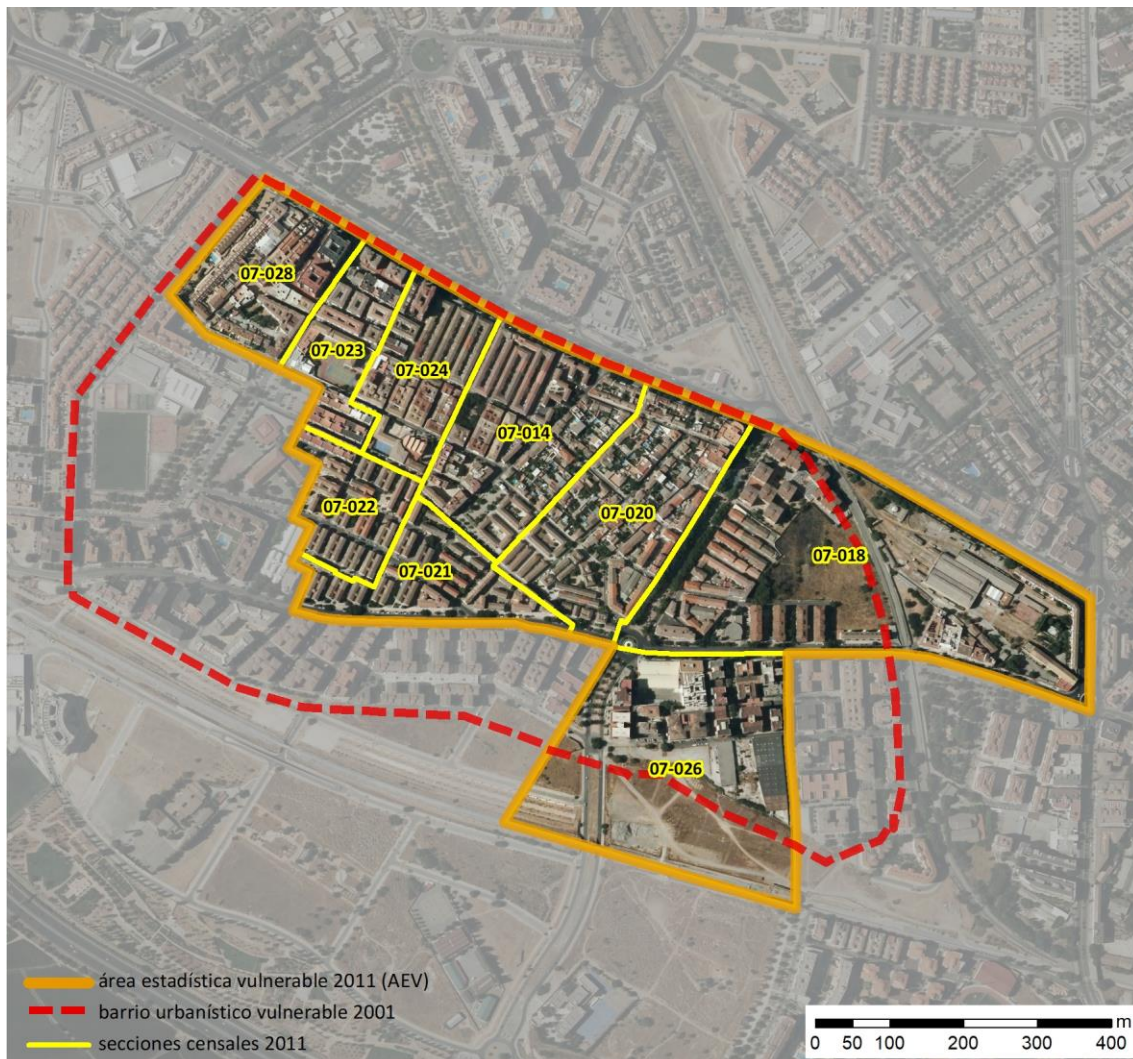 07-028
07-023
07-024
07-014
07-022
07-020
07-021
07-018
07-026
área estadística vulnerable 2011 (AEV)
barrio urbanístico vulnerable 2001
secciones censales 2011
m
0 50 100 200 300 400